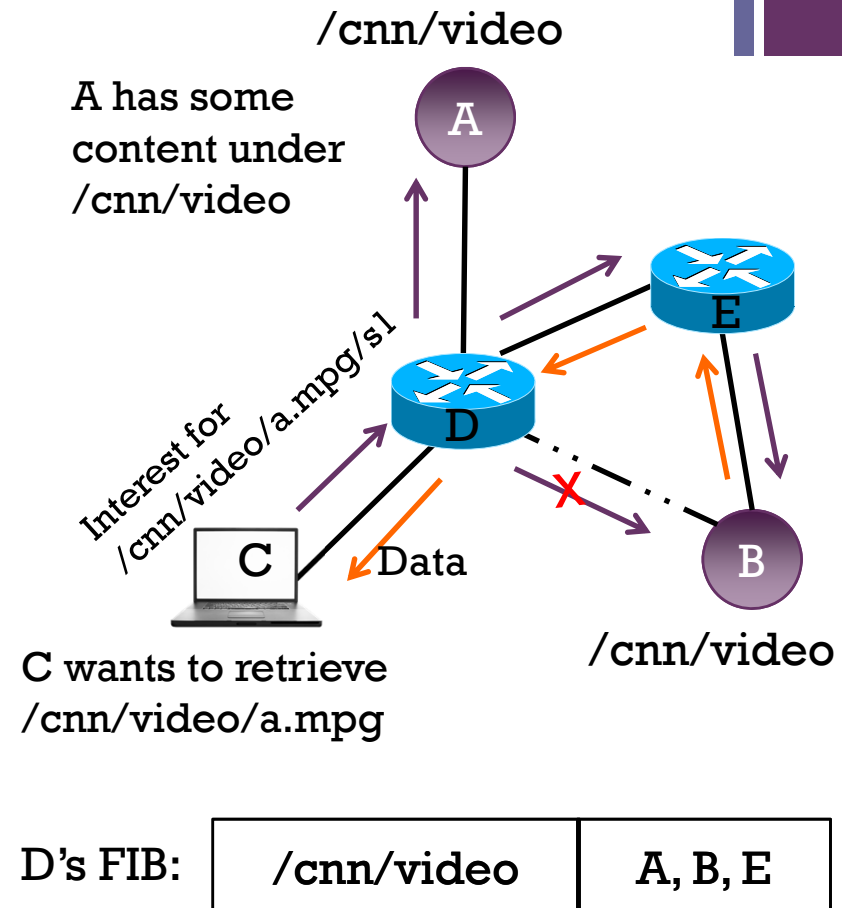 /cnn/video
A has some
content under
/cnn/video
A
E
D
Interest for
/cnn/video/a.mpg/s1
X
C
Data
B
/cnn/video
C wants to retrieve
/cnn/video/a.mpg
D’s FIB:
/cnn/video
A, B, E